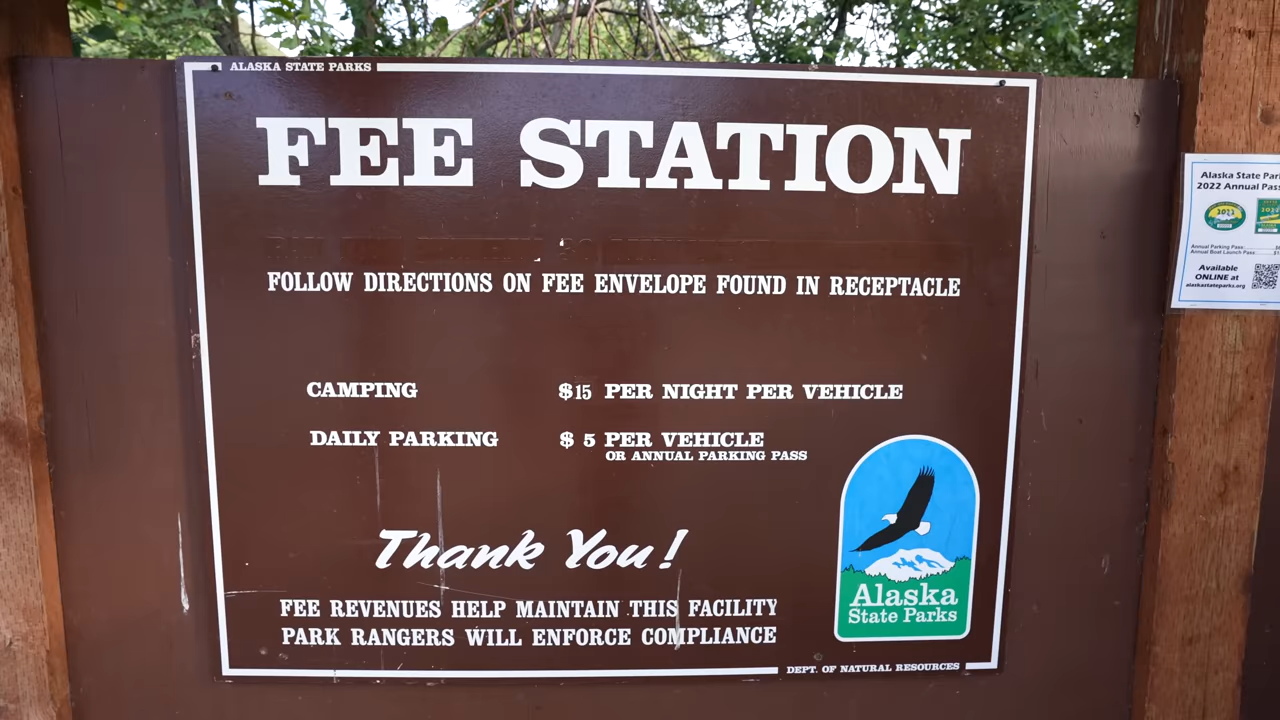 ALASKA STATE PARKS
FEE STATION
FOLLOW DIRECTIONS ON FEE ENVELOPE FOUND IN RECEPTACLE
CAMPING $15 PER NIGHT PER VEHICLE
DAILY PARKING $ 5 PER VEHICLE
OR ANNUAL PARKING PASS
Thank You!
FEE REVENUES HELP MAINTAIN THIS FACILITY
PARK RANGERS WILL ENFORCE COMPLIANCE
Alaska
State Parks
DEPT. OF NATURAL RESOURCES
Alaska State
2022 Annual
2022
Annual Parking Pass:
Annual Boat Launch Pass
Available
ONLINE at
alaskastateparks.org